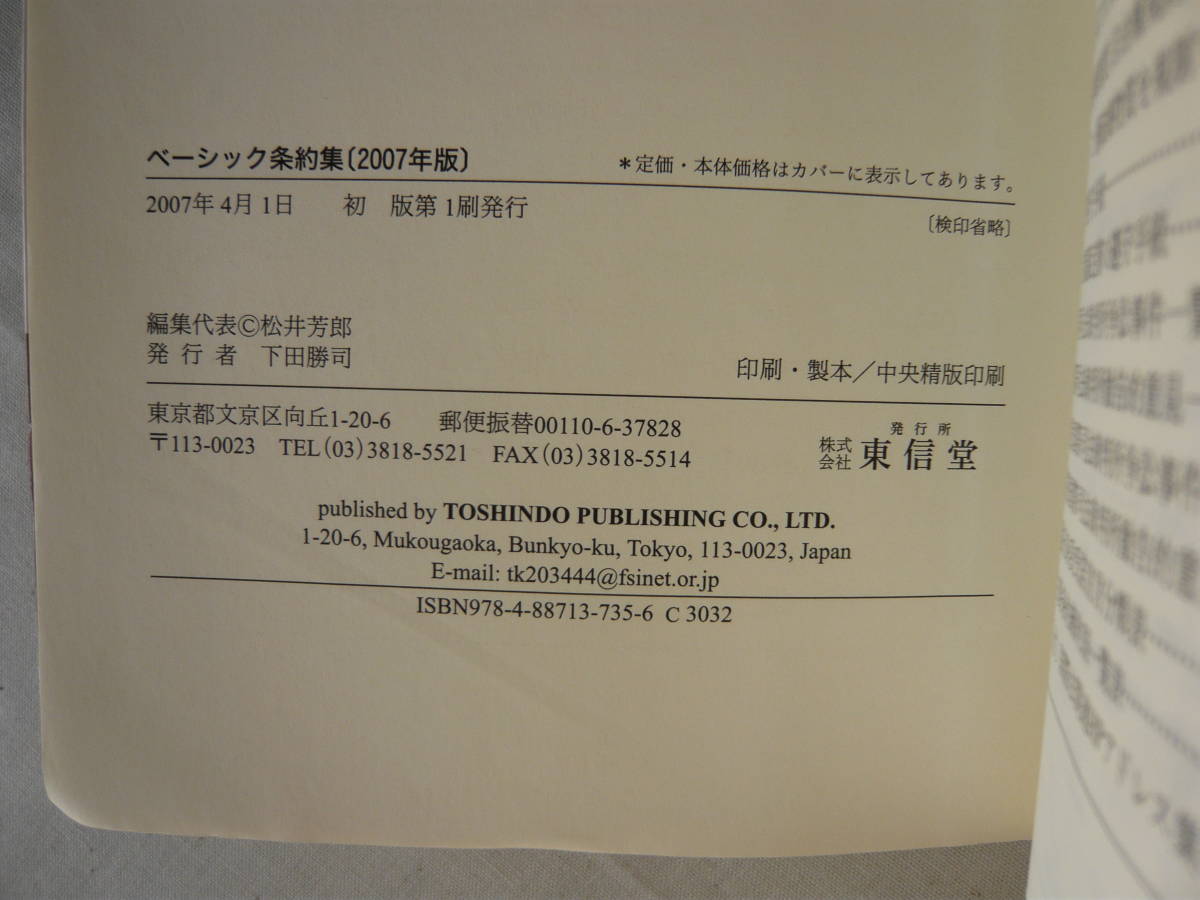 ベーシック条約集〔2007年版〕
＊定価・本体価格はカバーに表示してあります。
2007年 4月 1日　　初　版第 1刷発行
〔検印省略〕
編集代表©松井芳郎
発 行 者　下田勝司
印刷・製本／中央精版印刷
東京都文京区向丘1-20-6　　郵便振替00110-6-37828
〒113-0023　TEL(03)3818-5521　FAX(03)3818-5514
発 行 所
株式会社 東 信 堂
published by TOSHINDO PUBLISHING CO., LTD.
1-20-6, Mukougaoka, Bunkyo-ku, Tokyo, 113-0023, Japan
E-mail: tk203444@fsinet.or.jp
ISBN978-4-88713-735-6 C 3032